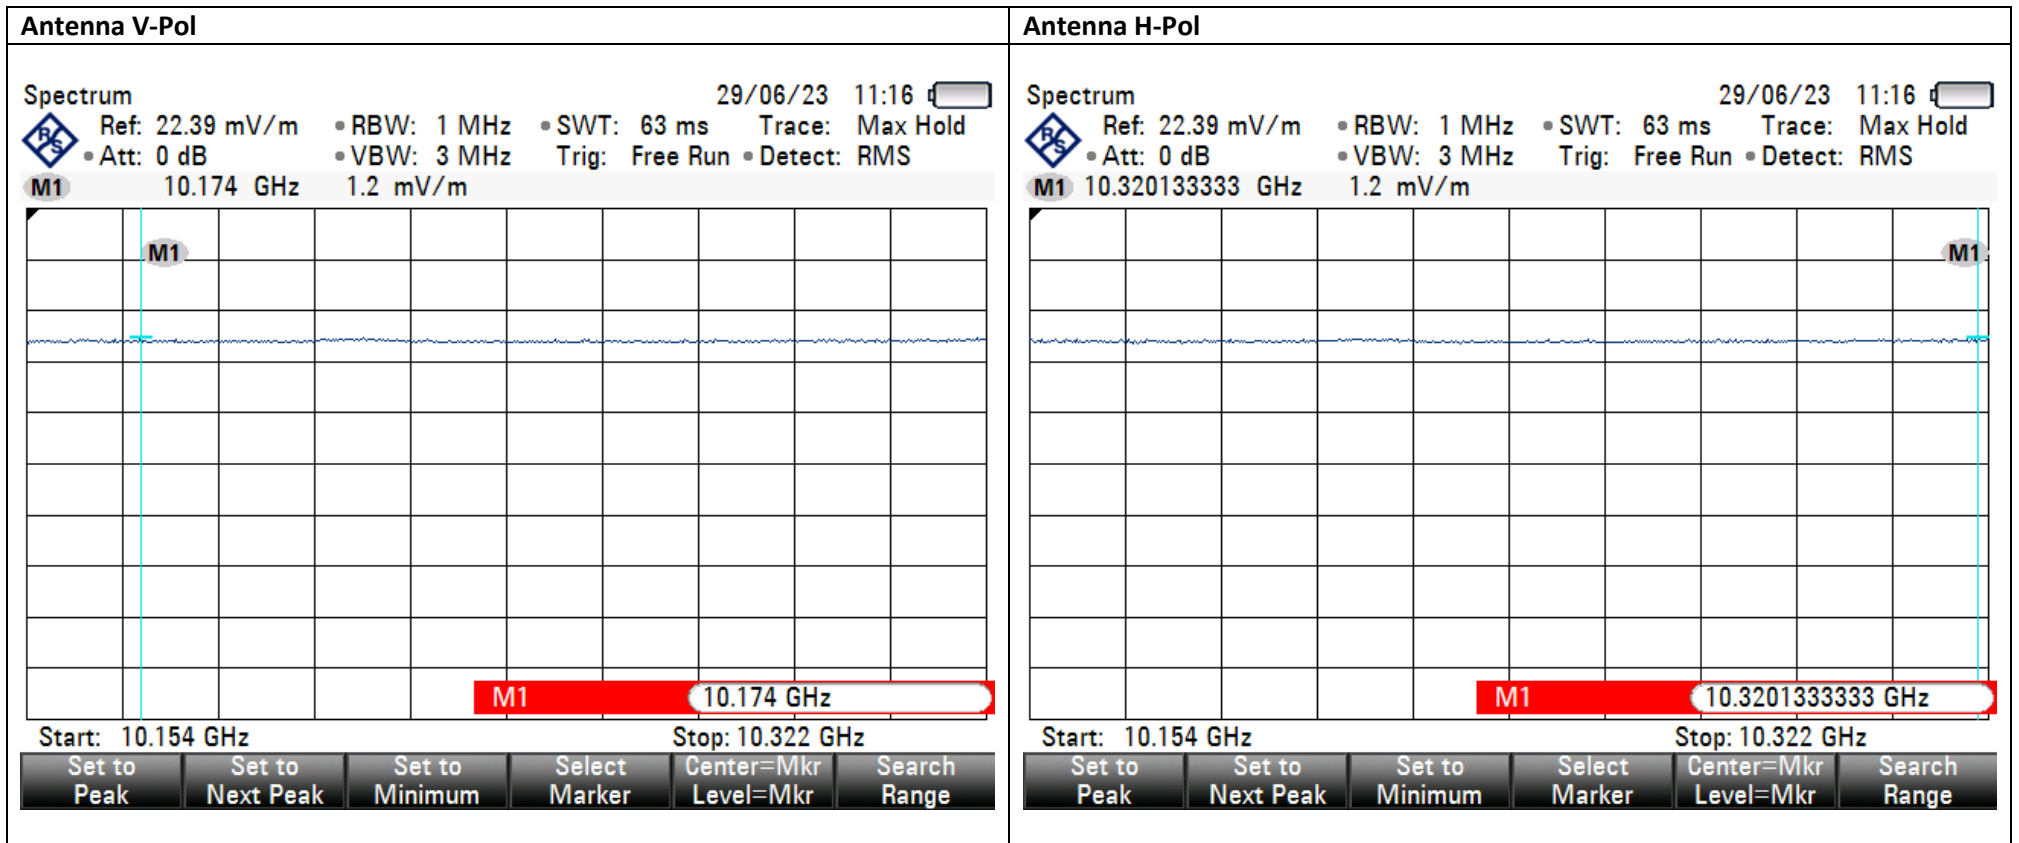 Antenna V-Pol
Spectrum 29/06/23 11:16
Ref: 22.39 mV/m RBW: 1 MHz SWT: 63 ms Trace: Max Hold
Att: 0 dB VBW: 3 MHz Trig: Free Run Detect: RMS
M1 10.174 GHz 1.2 mV/m
M1
M1 10.174 GHz
Start: 10.154 GHz Stop: 10.322 GHz
Set to Peak
Set to Next Peak
Set to Minimum
Select Marker
Center=Mkr Level=Mkr
Search Range
Antenna H-Pol
Spectrum 29/06/23 11:16
Ref: 22.39 mV/m RBW: 1 MHz SWT: 63 ms Trace: Max Hold
Att: 0 dB VBW: 3 MHz Trig: Free Run Detect: RMS
M1 10.320133333 GHz 1.2 mV/m
M1
M1 10.3201333333 GHz
Start: 10.154 GHz Stop: 10.322 GHz
Set to Peak
Set to Next Peak
Set to Minimum
Select Marker
Center=Mkr Level=Mkr
Search Range